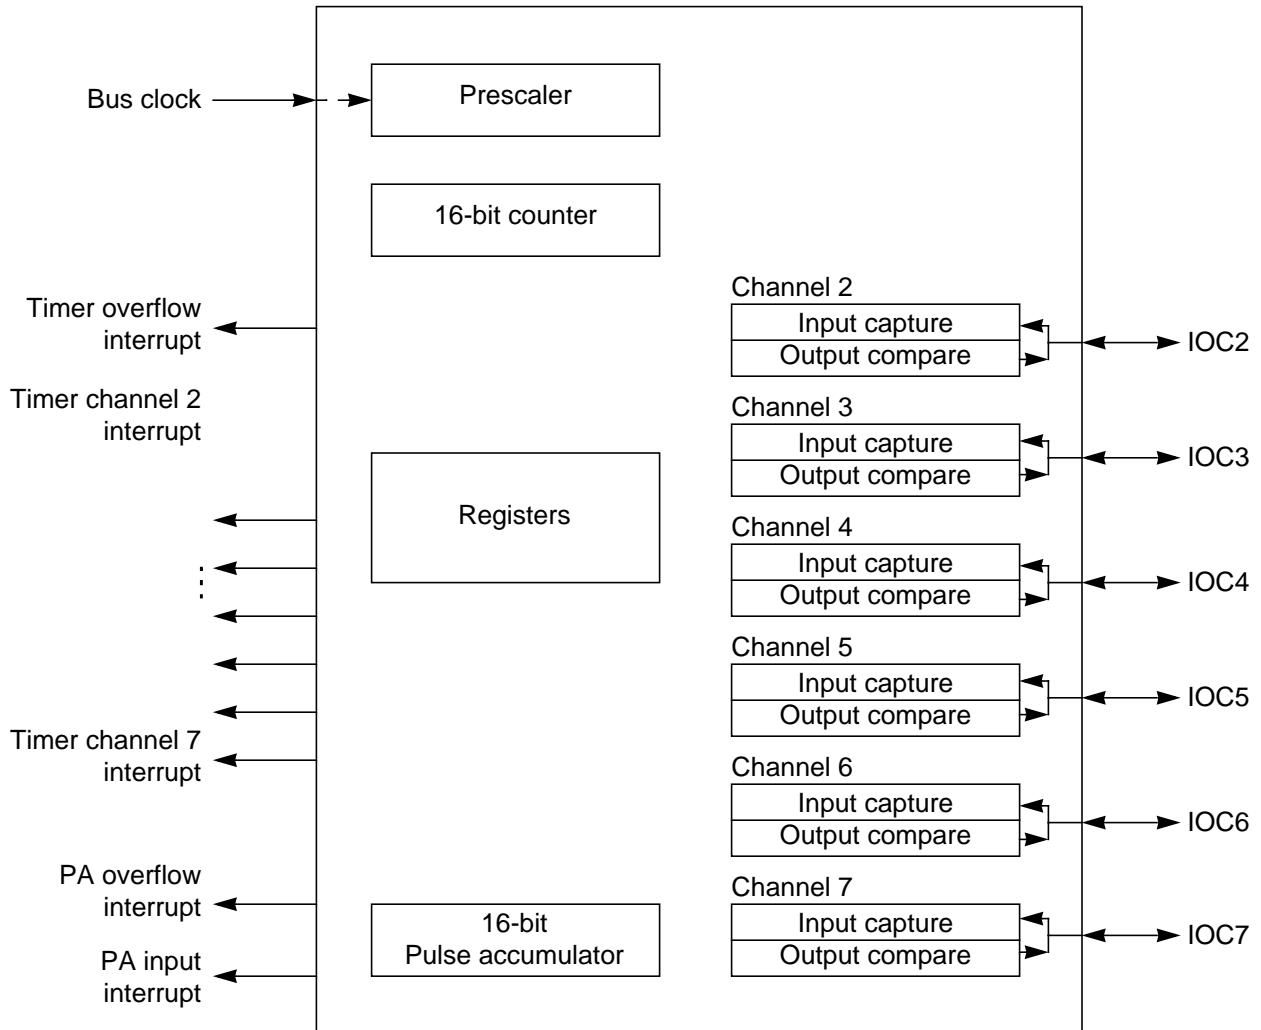 Bus clock
Prescaler
16-bit counter
Timer overflow
interrupt
Timer channel 2
interrupt
Registers
Timer channel 7
interrupt
PA overflow
interrupt
PA input
interrupt
16-bit
Pulse accumulator
Channel 2
Input capture
Output compare
IOC2
Channel 3
Input capture
Output compare
IOC3
Channel 4
Input capture
Output compare
IOC4
Channel 5
Input capture
Output compare
IOC5
Channel 6
Input capture
Output compare
IOC6
Channel 7
Input capture
Output compare
IOC7